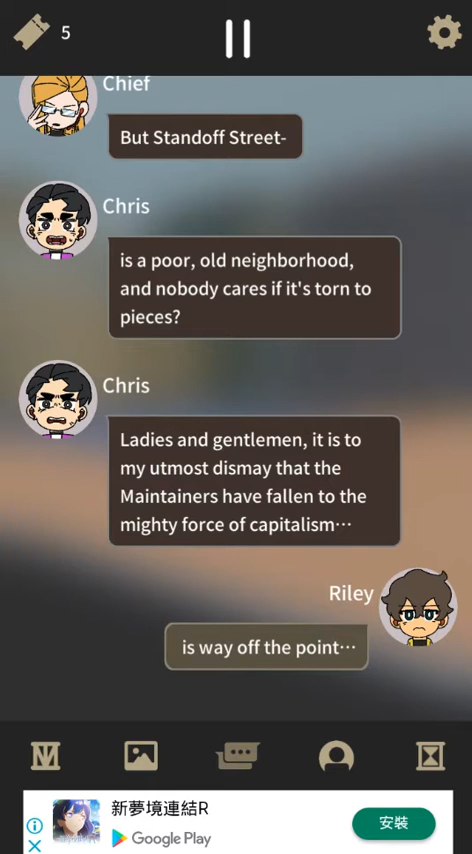 5
Chief
But Standoff Street-
Chris
is a poor, old neighborhood,
and nobody cares if it's torn to
pieces?
Chris
Ladies and gentlemen, it is to
my utmost dismay that the
Maintainers have fallen to the
mighty force of capitalism…
Riley
is way off the point…
新夢境連結R
Google Play
安裝